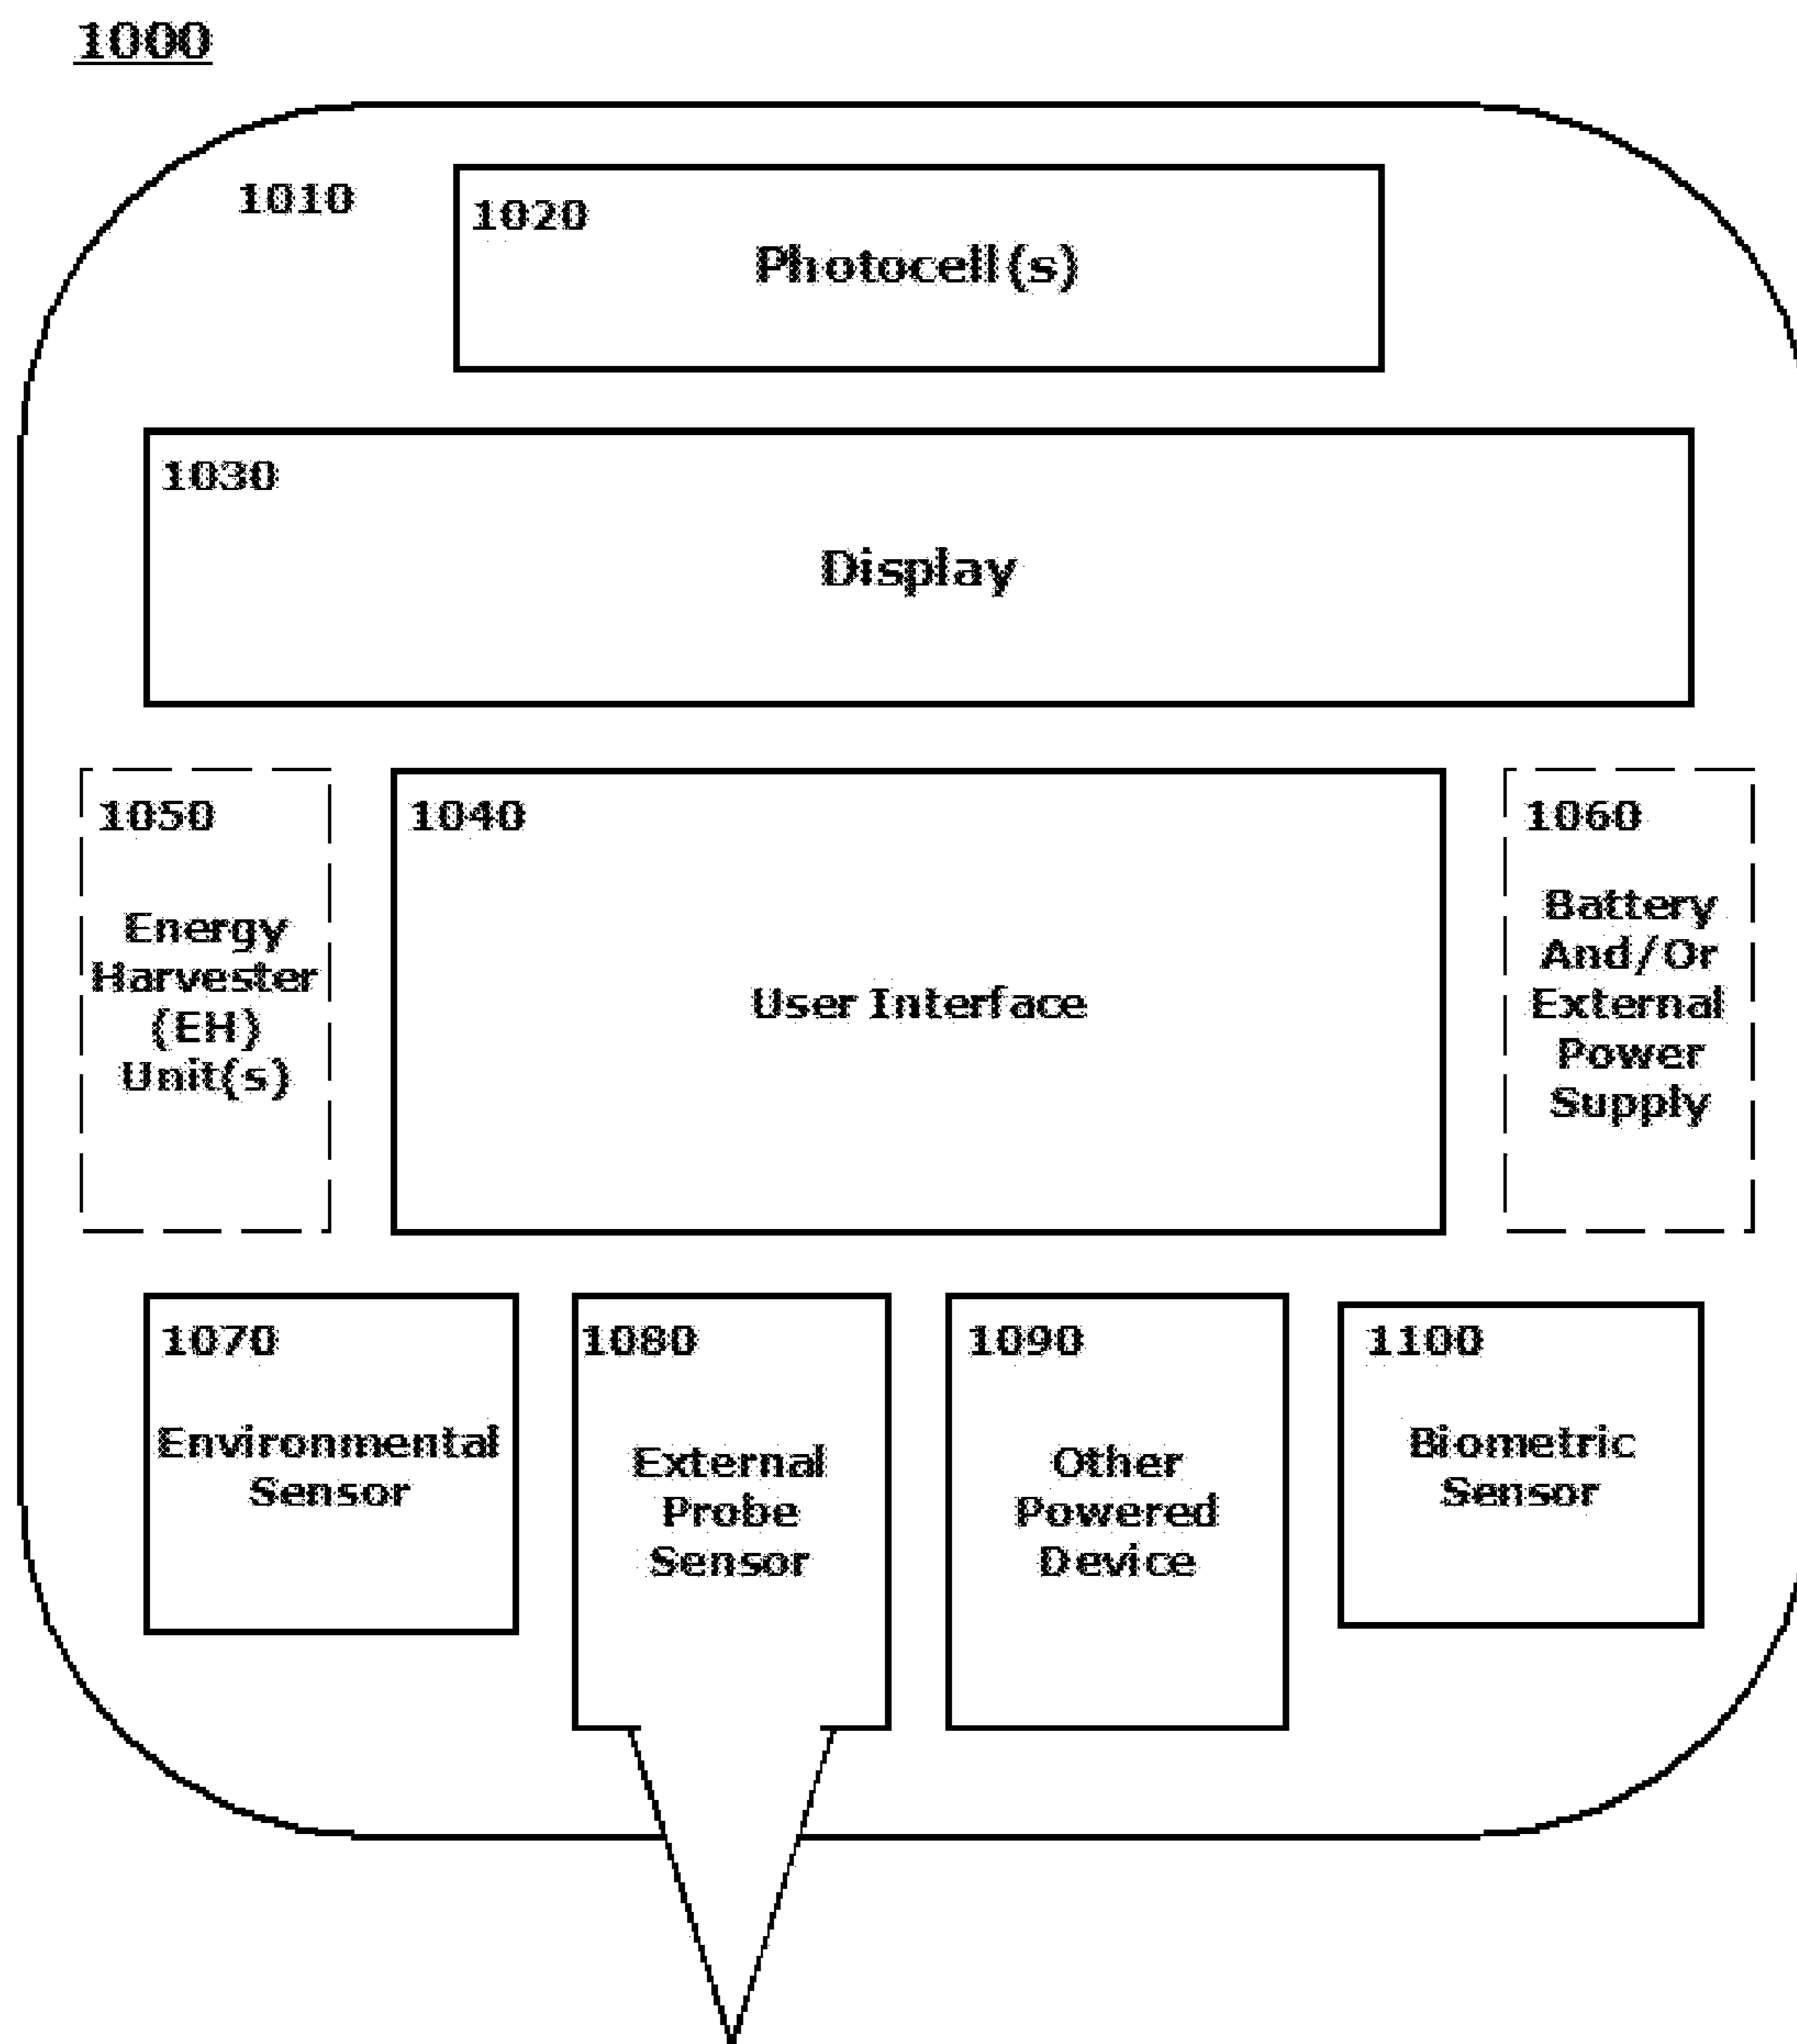 1000
1010
1020
Photocell(s)
1030
Display
1050
Energy
Harvester
(EH)
Unit(s)
1040
User Interface
1060
Battery
And/Or
External
Power
Supply
1070
Environmental
Sensor
1080
External
Probe
Sensor
1090
Other
Powered
Device
1100
Biometric
Sensor